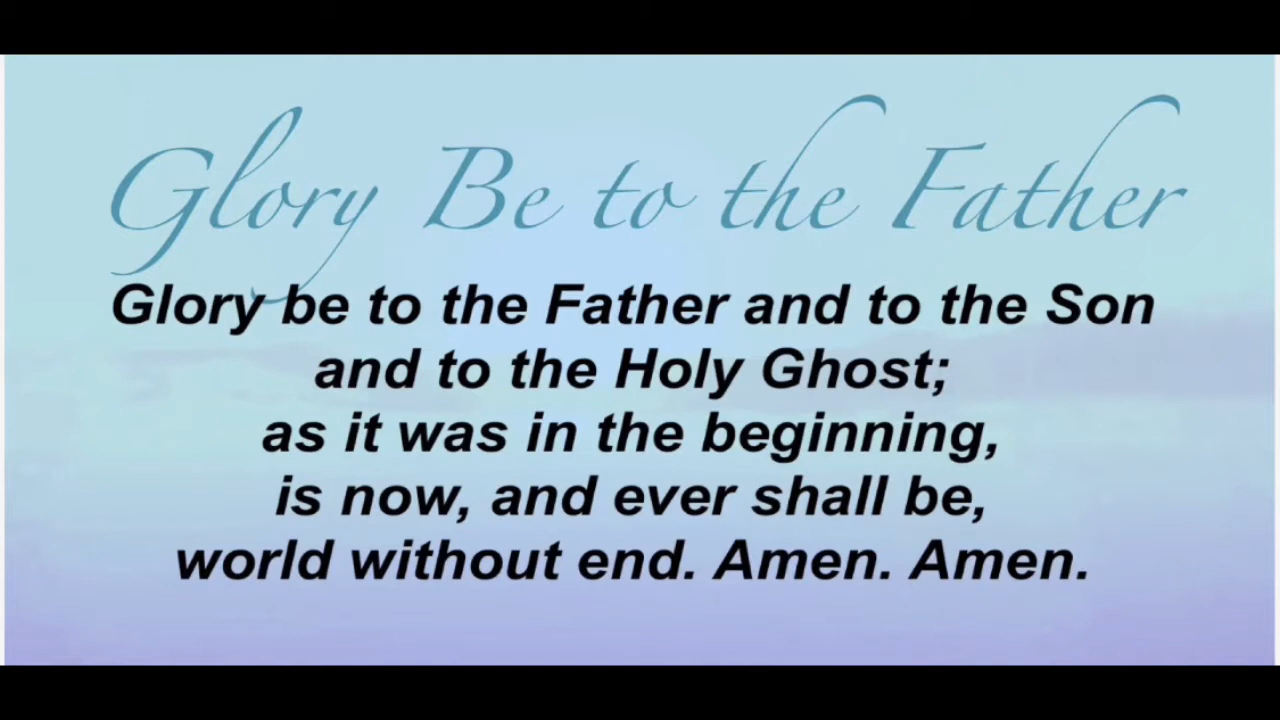 Glory Be to the Father
Glory be to the Father and to the Son
and to the Holy Ghost;
as it was in the beginning,
is now, and ever shall be,
world without end. Amen. Amen.